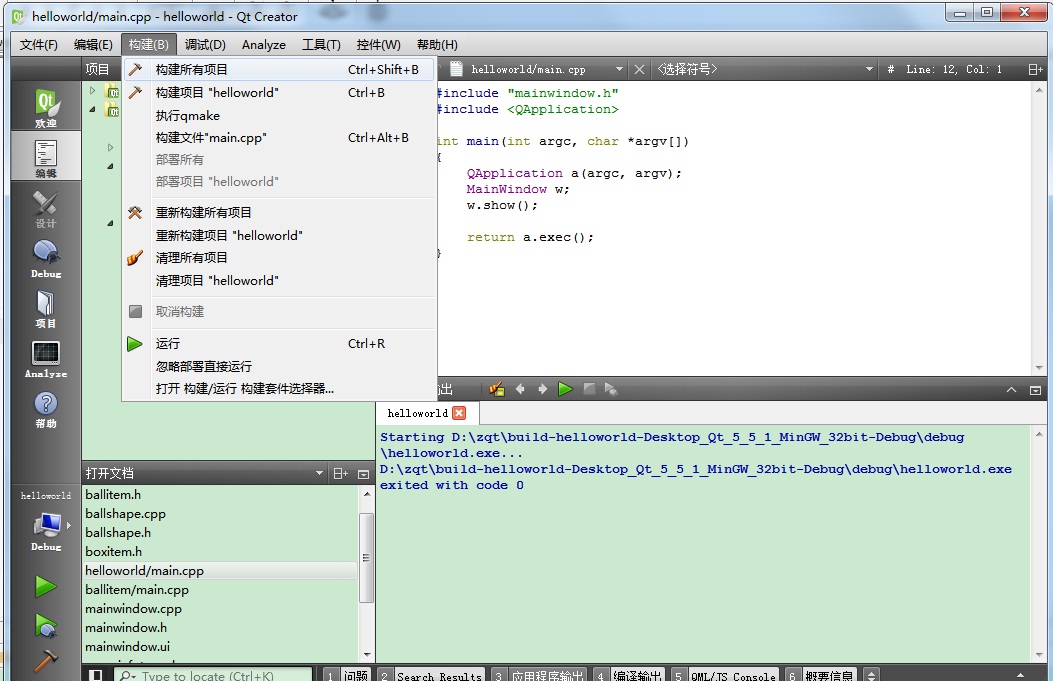 helloworld/main.cpp - helloworld - Qt Creator
文件(F) 编辑(E) 构建(B) 调试(D) Analyze 工具(T) 控件(W) 帮助(H)
项目
helloworld/main.cpp <选择符号> # Line: 12, Col: 1
构建所有项目 Ctrl+Shift+B
构建项目 "helloworld" Ctrl+B
执行qmake
构建文件"main.cpp" Ctrl+Alt+B
部署所有
部署项目 "helloworld"
重新构建所有项目
重新构建项目 "helloworld"
清理所有项目
清理项目 "helloworld"
取消构建
运行 Ctrl+R
忽略部署直接运行
打开 构建/运行 构建套件选择器...
欢迎
编辑
设计
Debug
项目
Analyze
帮助
helloworld
Debug
#include "mainwindow.h"
#include <QApplication>
int main(int argc, char *argv[])
{
QApplication a(argc, argv);
MainWindow w;
w.show();
return a.exec();
}
出
helloworld
Starting D:\zqt\build-helloworld-Desktop_Qt_5_5_1_MinGW_32bit-Debug\debug
\helloworld.exe...
D:\zqt\build-helloworld-Desktop_Qt_5_5_1_MinGW_32bit-Debug\debug\helloworld.exe
exited with code 0
打开文档
ballitem.h
ballshape.cpp
ballshape.h
boxitem.h
helloworld/main.cpp
ballitem/main.cpp
mainwindow.cpp
mainwindow.h
mainwindow.ui
Type to locate (Ctrl+K)
1 问题 2 Search Results 3 应用程序输出 4 编译输出 5 QML/JS Console 6 概要信息